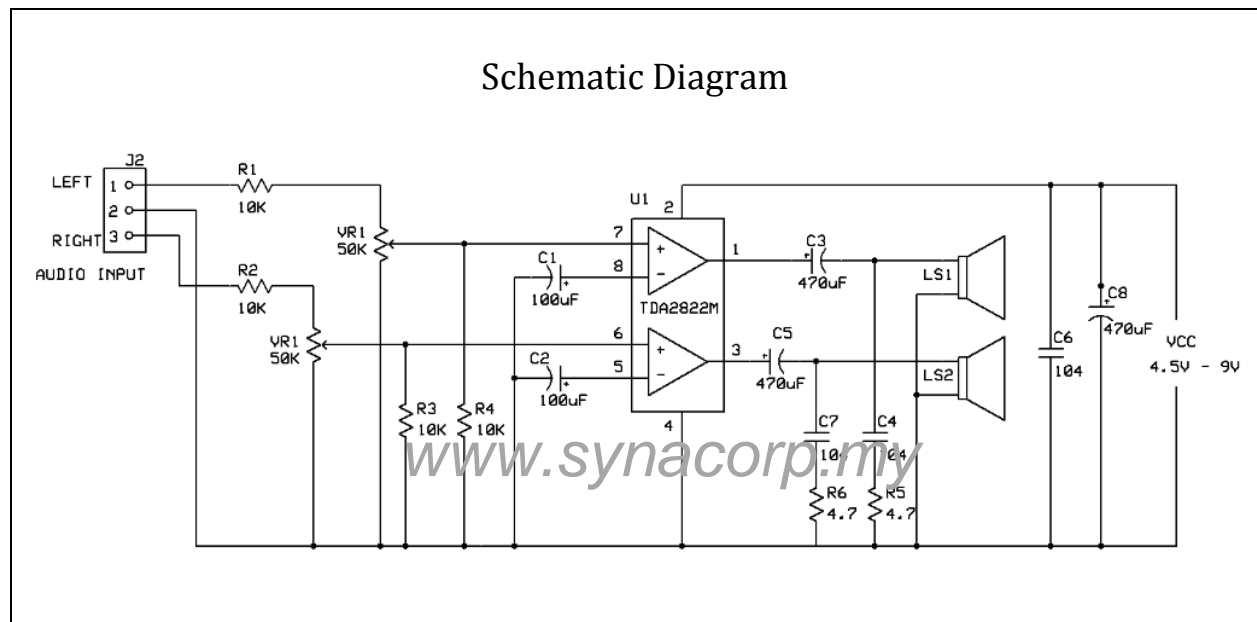 Schematic Diagram
J2
LEFT
1
2
RIGHT
3
AUDIO INPUT
R1
10K
R2
10K
VR1
50K
VR1
50K
R3
10K
R4
10K
C1
+
100uF
C2
+
100uF
U1
2
7
+
8
-
1
TDA2822M
6
+
5
-
3
4
C3
+
470uF
C5
+
470uF
LS1
LS2
C7
104
C4
104
R6
4.7
R5
4.7
C6
104
C8
+
470uF
VCC
4.5V - 9V
www.synacorp.my